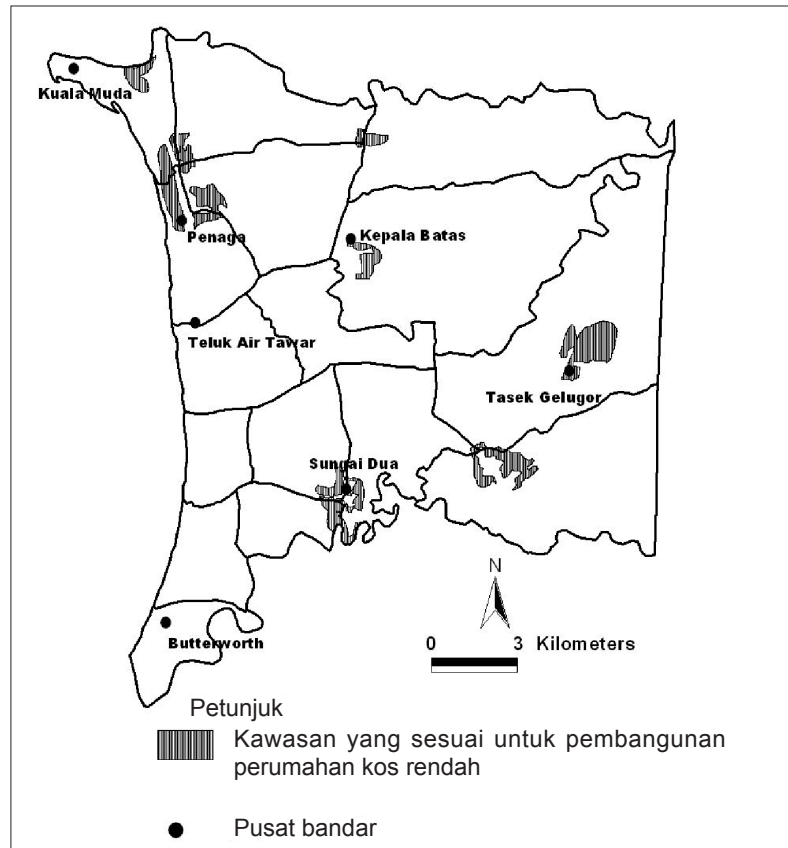 Kuala Muda
Penaga
Kepala Batas
Teluk Air Tawar
Tasek Gelugor
Sungai Dua
N
Butterworth
0 3 Kilometers
Petunjuk
Kawasan yang sesuai untuk pembangunan
perumahan kos rendah
Pusat bandar